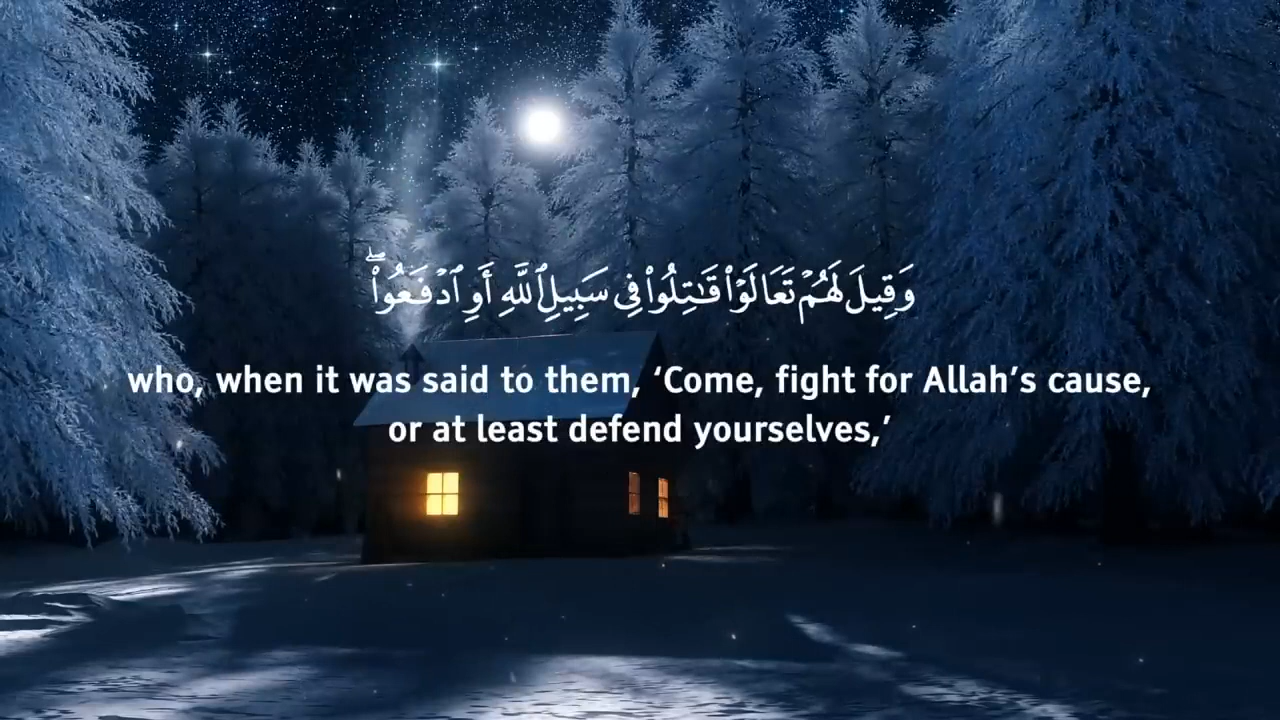 وَقِيلَ لَهُمْ تَعَالَوْا۟ قَـٰتِلُوا۟ فِى سَبِيلِ ٱللَّهِ أَوِ ٱدْفَعُوا۟ ۖ
who, when it was said to them, ‘Come, fight for Allah’s cause,
or at least defend yourselves,’